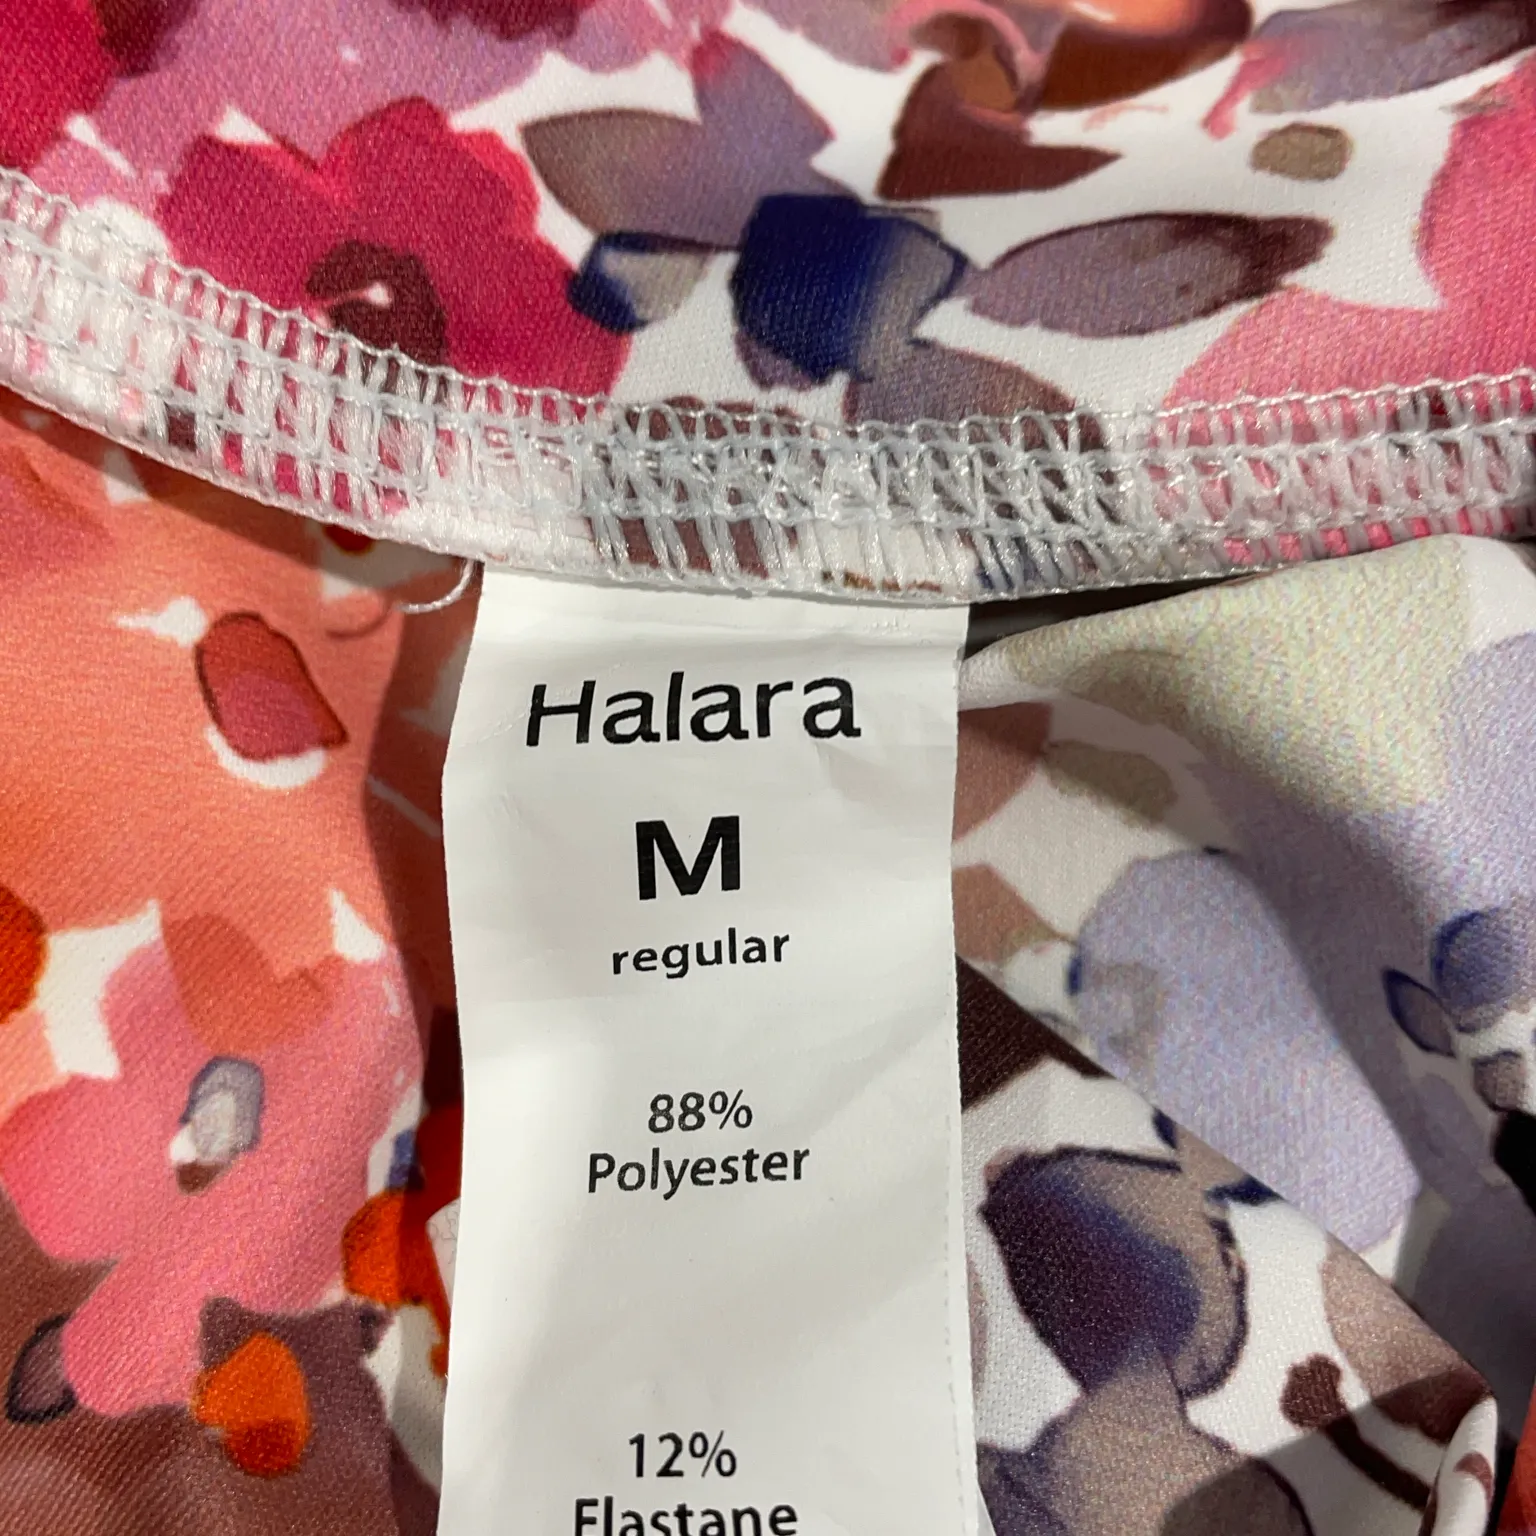 Halara
M
regular
88%
Polyester
12%
Elastane